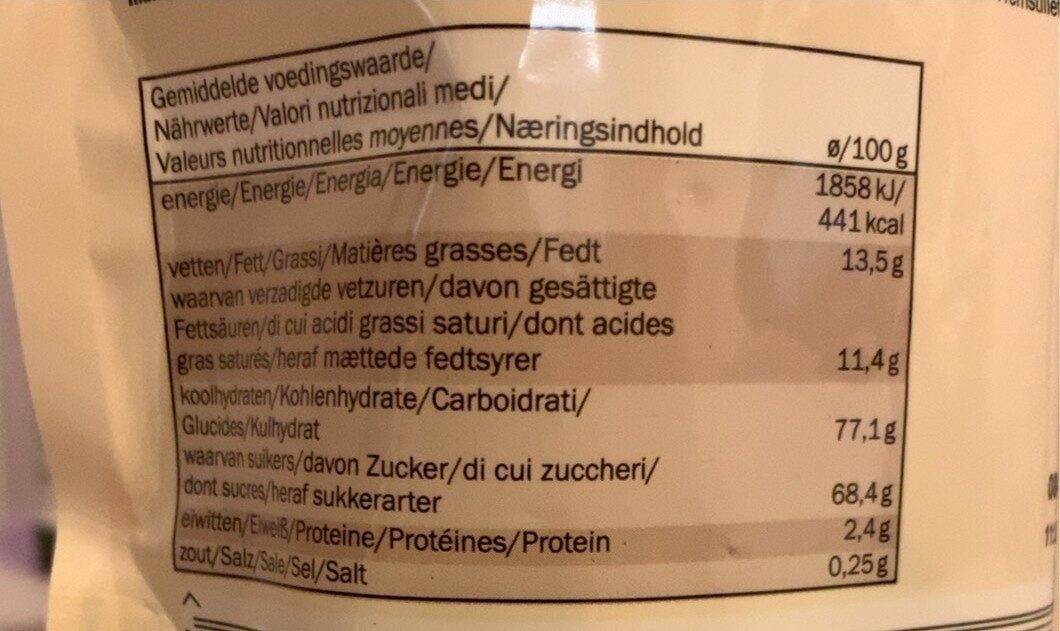 Gemiddelde voedingswaarde/
Nährwerte/Valori nutrizionali medi/
Valeurs nutritionnelles moyennes/Næringsindhold ø/100 g
energie/Energie/Energia/Energie/Energi 1858 kJ/
441 kcal
vetten/Fett/Grassi/Matières grasses/Fedt 13,5 g
waarvan verzadigde vetzuren/davon gesättigte
Fettsäuren/di cui acidi grassi saturi/dont acides
gras saturés/heraf mættede fedtsyrer 11,4 g
koolhydraten/Kohlenhydrate/Carboidrati/
Glucides/Kulhydrat 77,1 g
waarvan suikers/davon Zucker/di cui zuccheri/
dont sucres/heraf sukkerarter 68,4 g
eiwitten/Eiweiß/Proteine/Protéines/Protein 2,4 g
zout/Salz/Sale/Sel/Salt 0,25 g